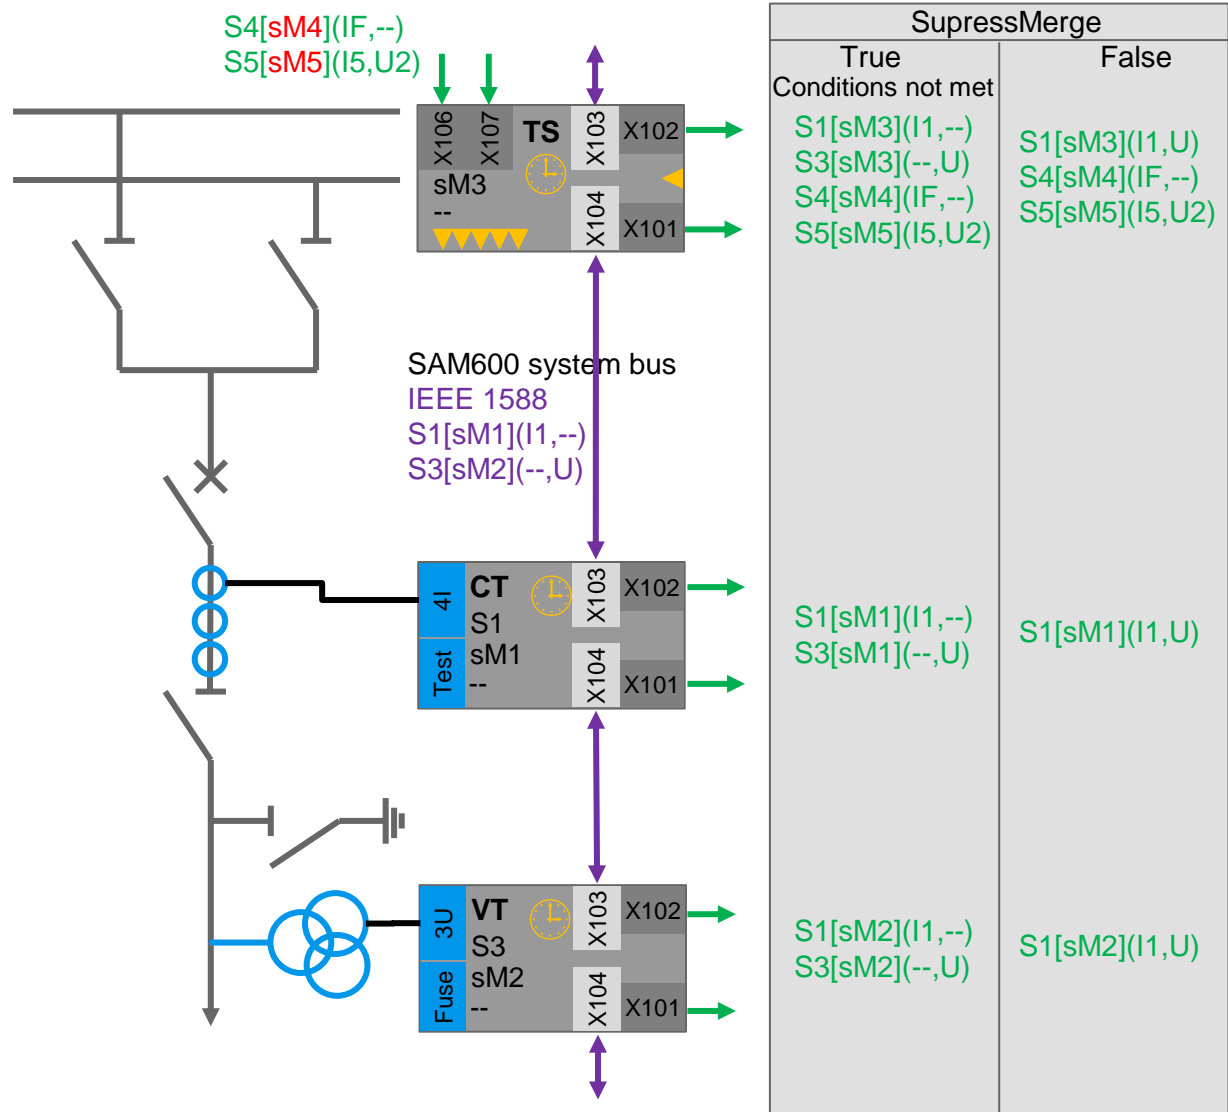 S4[sM4](IF,--)
S5[sM5](I5,U2)
X106
X107
TS
X103
X102
sM3
--
X104
X101
SAM600 system bus
IEEE 1588
S1[sM1](I1,--)
S3[sM2](--,U)
4I
CT
X103
X102
S1
Test
sM1
--
X104
X101
3U
VT
X103
X102
S3
Fuse
sM2
--
X104
X101
SupressMerge
True
False
Conditions not met
S1[sM3](I1,--)
S3[sM3](--,U)
S4[sM4](IF,--)
S5[sM5](I5,U2)
S1[sM3](I1,U)
S4[sM4](IF,--)
S5[sM5](I5,U2)
S1[sM1](I1,--)
S3[sM1](--,U)
S1[sM1](I1,U)
S1[sM2](I1,--)
S3[sM2](--,U)
S1[sM2](I1,U)